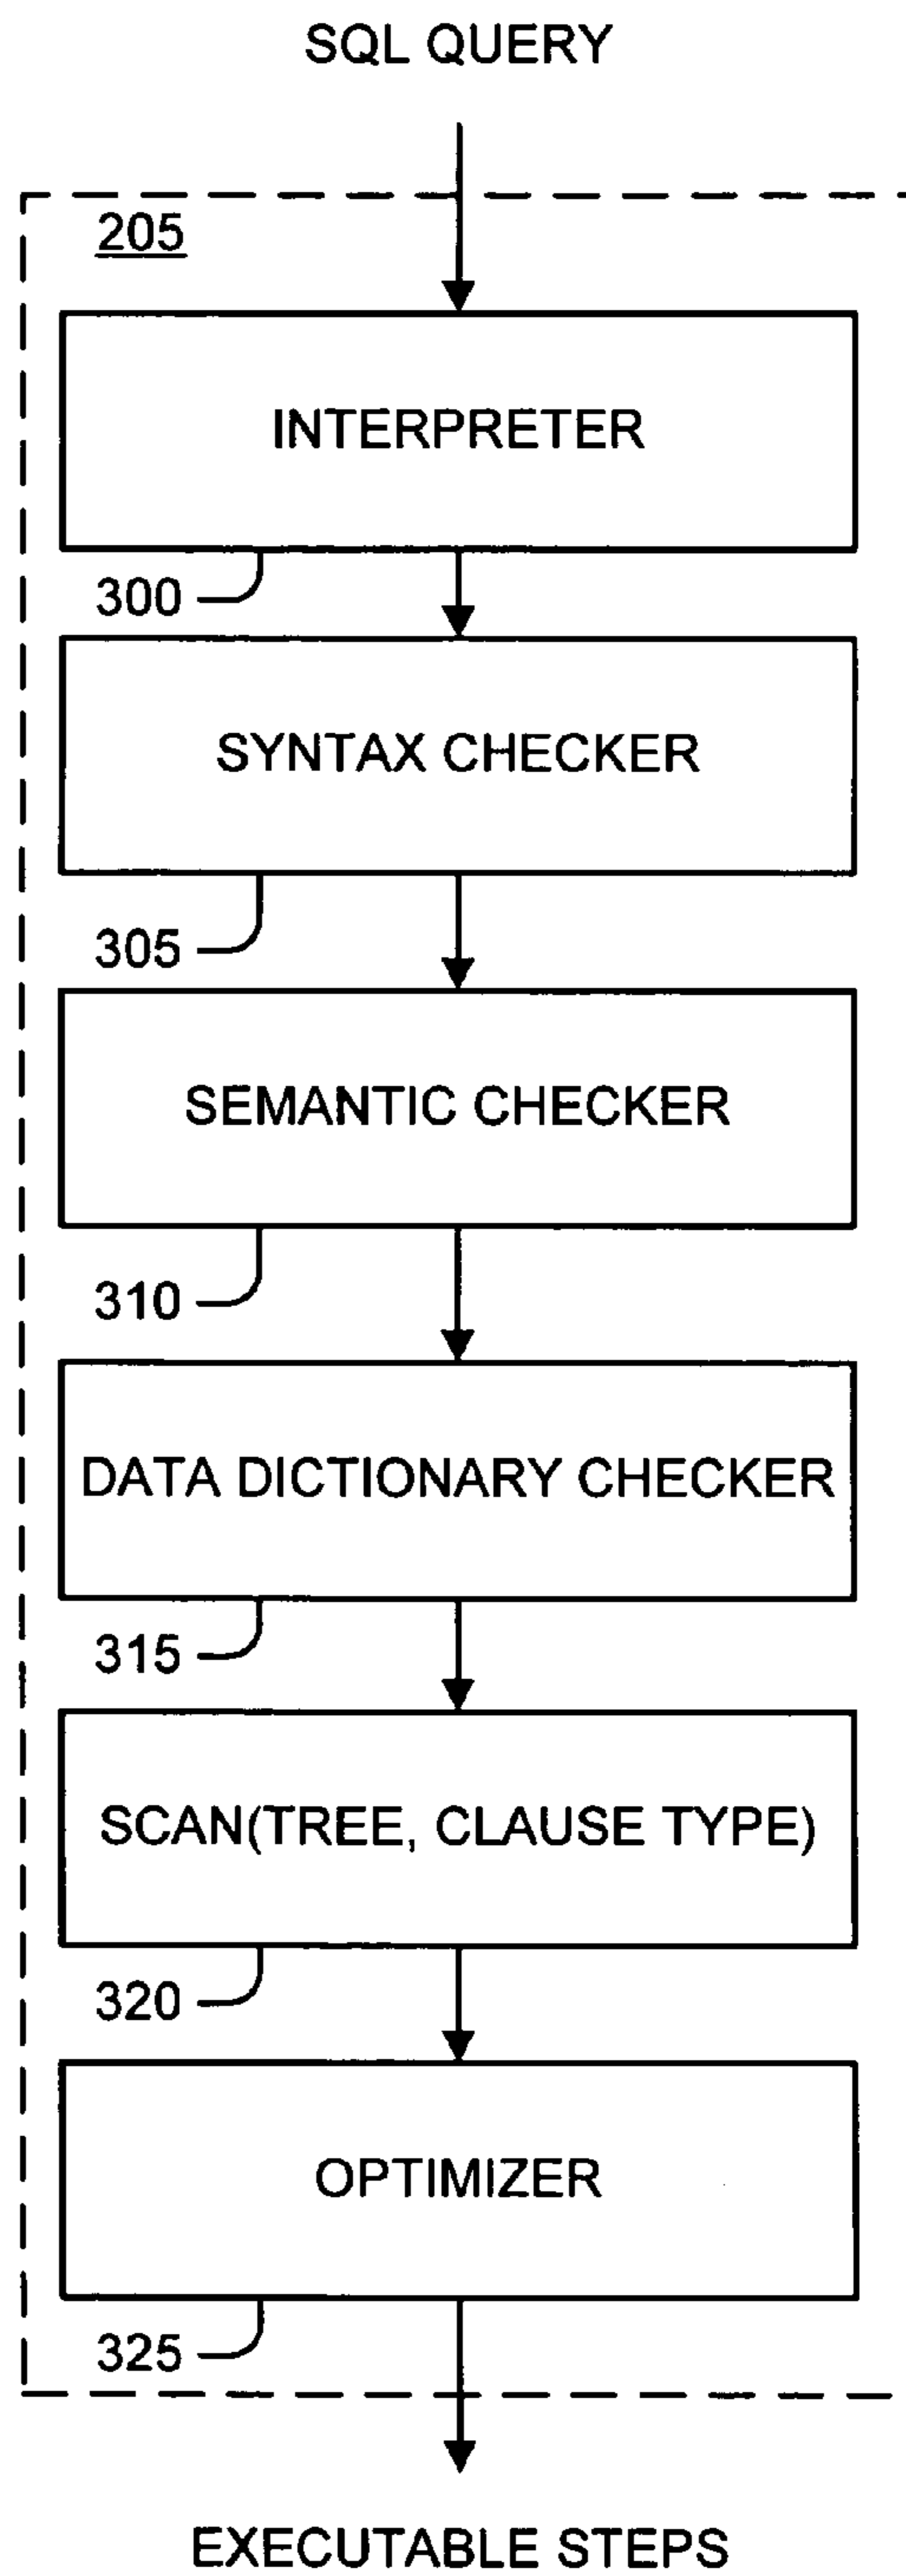 SQL QUERY
205
INTERPRETER
300
SYNTAX CHECKER
305
SEMANTIC CHECKER
310
DATA DICTIONARY CHECKER
315
SCAN(TREE, CLAUSE TYPE)
320
OPTIMIZER
325
EXECUTABLE STEPS